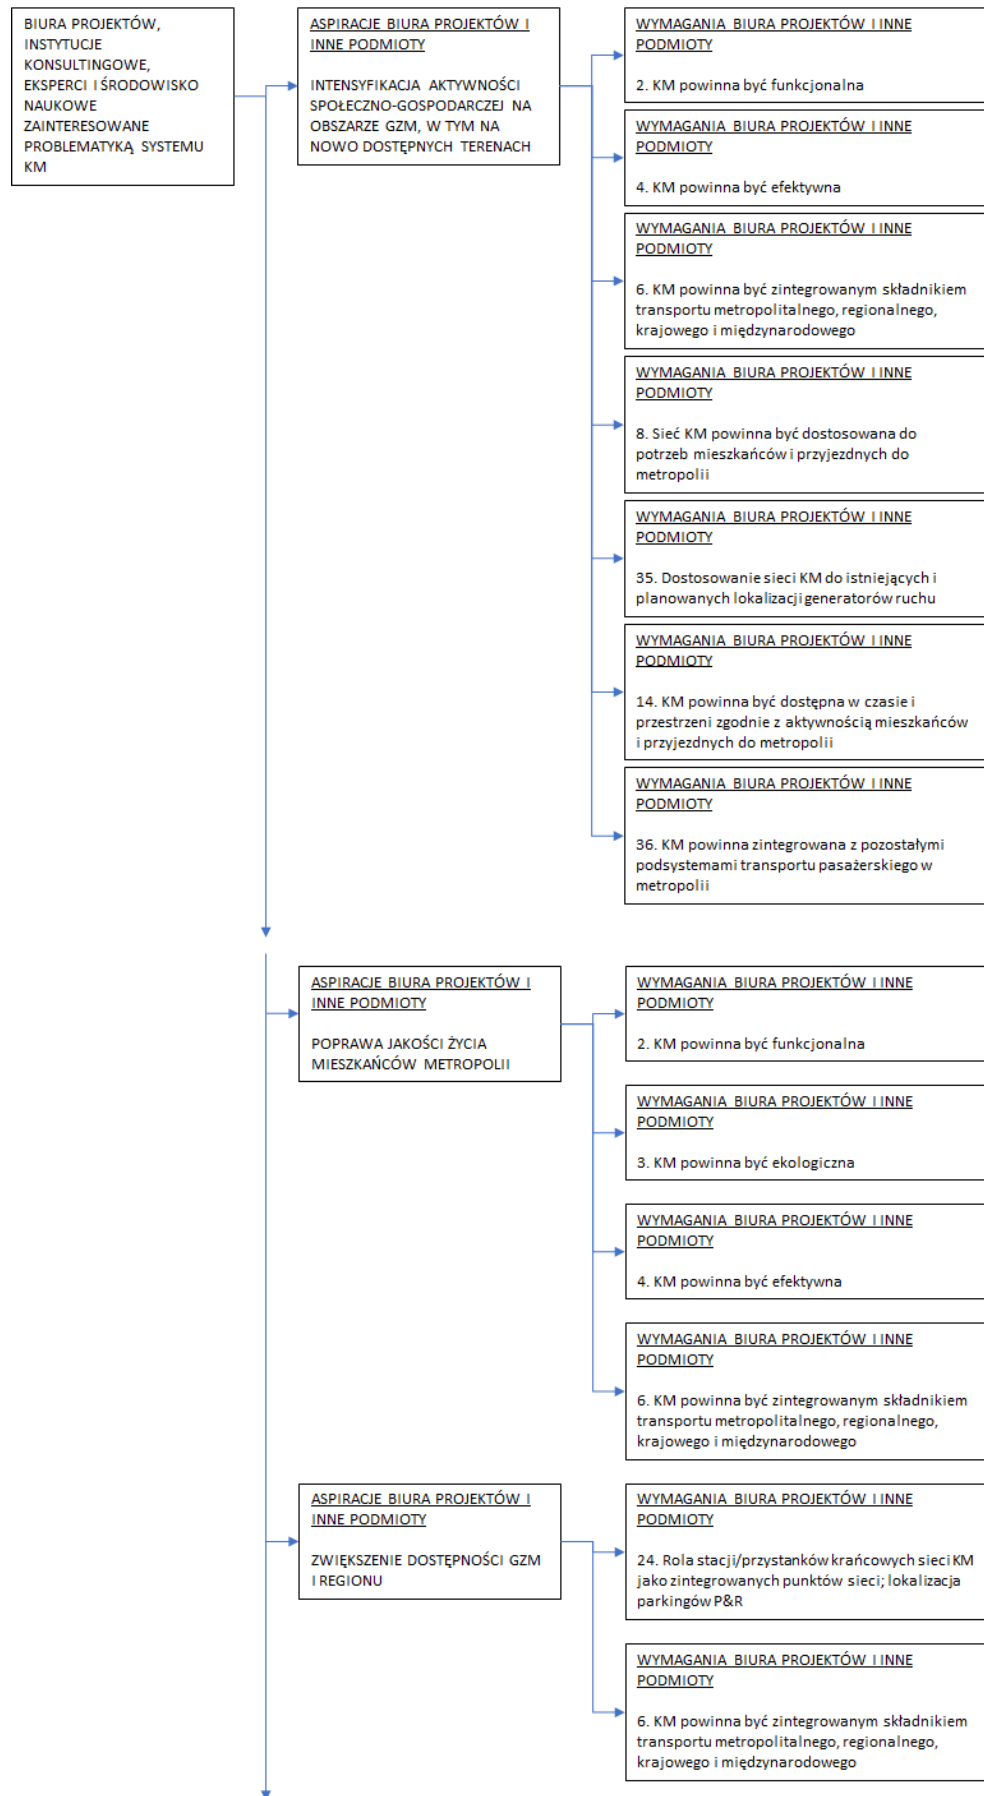 BIURA PROJEKTÓW,
INSTYTUCJE
KONSULTINGOWE,
EKSPERCI I ŚRODOWISKO
NAUKOWE
ZAINTERESOWANE
PROBLEMATYKĄ SYSTEMU
KM
ASPIRACJE BIURA PROJEKTÓW I
INNE PODMIOTY
INTENSYFIKACJA AKTYWNOŚCI
SPOŁECZNO-GOSPODARCZEJ NA
OBSZARZE GZM, W TYM NA
NOWO DOSTĘPNYCH TERENACH
WYMAGANIA BIURA PROJEKTÓW I INNE
PODMIOTY
2. KM powinna być funkcjonalna
WYMAGANIA BIURA PROJEKTÓW I INNE
PODMIOTY
4. KM powinna być efektywna
WYMAGANIA BIURA PROJEKTÓW I INNE
PODMIOTY
6. KM powinna być zintegrowanym składnikiem
transportu metropolitalnego, regionalnego,
krajowego i międzynarodowego
WYMAGANIA BIURA PROJEKTÓW I INNE
PODMIOTY
8. Sieć KM powinna być dostosowana do
potrzeb mieszkańców i przyjezdnych do
metropolii
WYMAGANIA BIURA PROJEKTÓW I INNE
PODMIOTY
35. Dostosowanie sieci KM do istniejących i
planowanych lokalizacji generatorów ruchu
WYMAGANIA BIURA PROJEKTÓW I INNE
PODMIOTY
14. KM powinna być dostępna w czasie i
przestrzeni zgodnie z aktywnością mieszkańców
i przyjezdnych do metropolii
WYMAGANIA BIURA PROJEKTÓW I INNE
PODMIOTY
36. KM powinna zintegrowana z pozostałymi
podsystemami transportu pasażerskiego w
metropolii
ASPIRACJE BIURA PROJEKTÓW I
INNE PODMIOTY
POPRAWA JAKOŚCI ŻYCIA
MIESZKAŃCÓW METROPOLII
WYMAGANIA BIURA PROJEKTÓW I INNE
PODMIOTY
2. KM powinna być funkcjonalna
WYMAGANIA BIURA PROJEKTÓW I INNE
PODMIOTY
3. KM powinna być ekologiczna
WYMAGANIA BIURA PROJEKTÓW I INNE
PODMIOTY
4. KM powinna być efektywna
WYMAGANIA BIURA PROJEKTÓW I INNE
PODMIOTY
6. KM powinna być zintegrowanym składnikiem
transportu metropolitalnego, regionalnego,
krajowego i międzynarodowego
ASPIRACJE BIURA PROJEKTÓW I
INNE PODMIOTY
ZWIĘKSZENIE DOSTĘPNOŚCI GZM
I REGIONU
WYMAGANIA BIURA PROJEKTÓW I INNE
PODMIOTY
24. Rola stacji/przystanków krańcowych sieci KM
jako zintegrowanych punktów sieci; lokalizacja
parkingów P&R
WYMAGANIA BIURA PROJEKTÓW I INNE
PODMIOTY
6. KM powinna być zintegrowanym składnikiem
transportu metropolitalnego, regionalnego,
krajowego i międzynarodowego